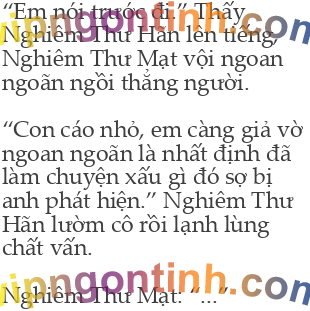 “Em nói trước đi.” Thấy
Nghiêm Thư Hãn lên tiếng,
Nghiêm Thư Mạt vội ngoan
ngoãn ngồi thẳng người.
“Con cáo nhỏ, em càng giả vờ
ngoan ngoãn là nhất định đã
làm chuyện xấu gì đó sợ bị
anh phát hiện.” Nghiêm Thư
Hãn lườm cô rồi lạnh lùng
chất vấn.
Nghiêm Thư Mạt: “...”
vipngontinh.com
vipngontinh.com